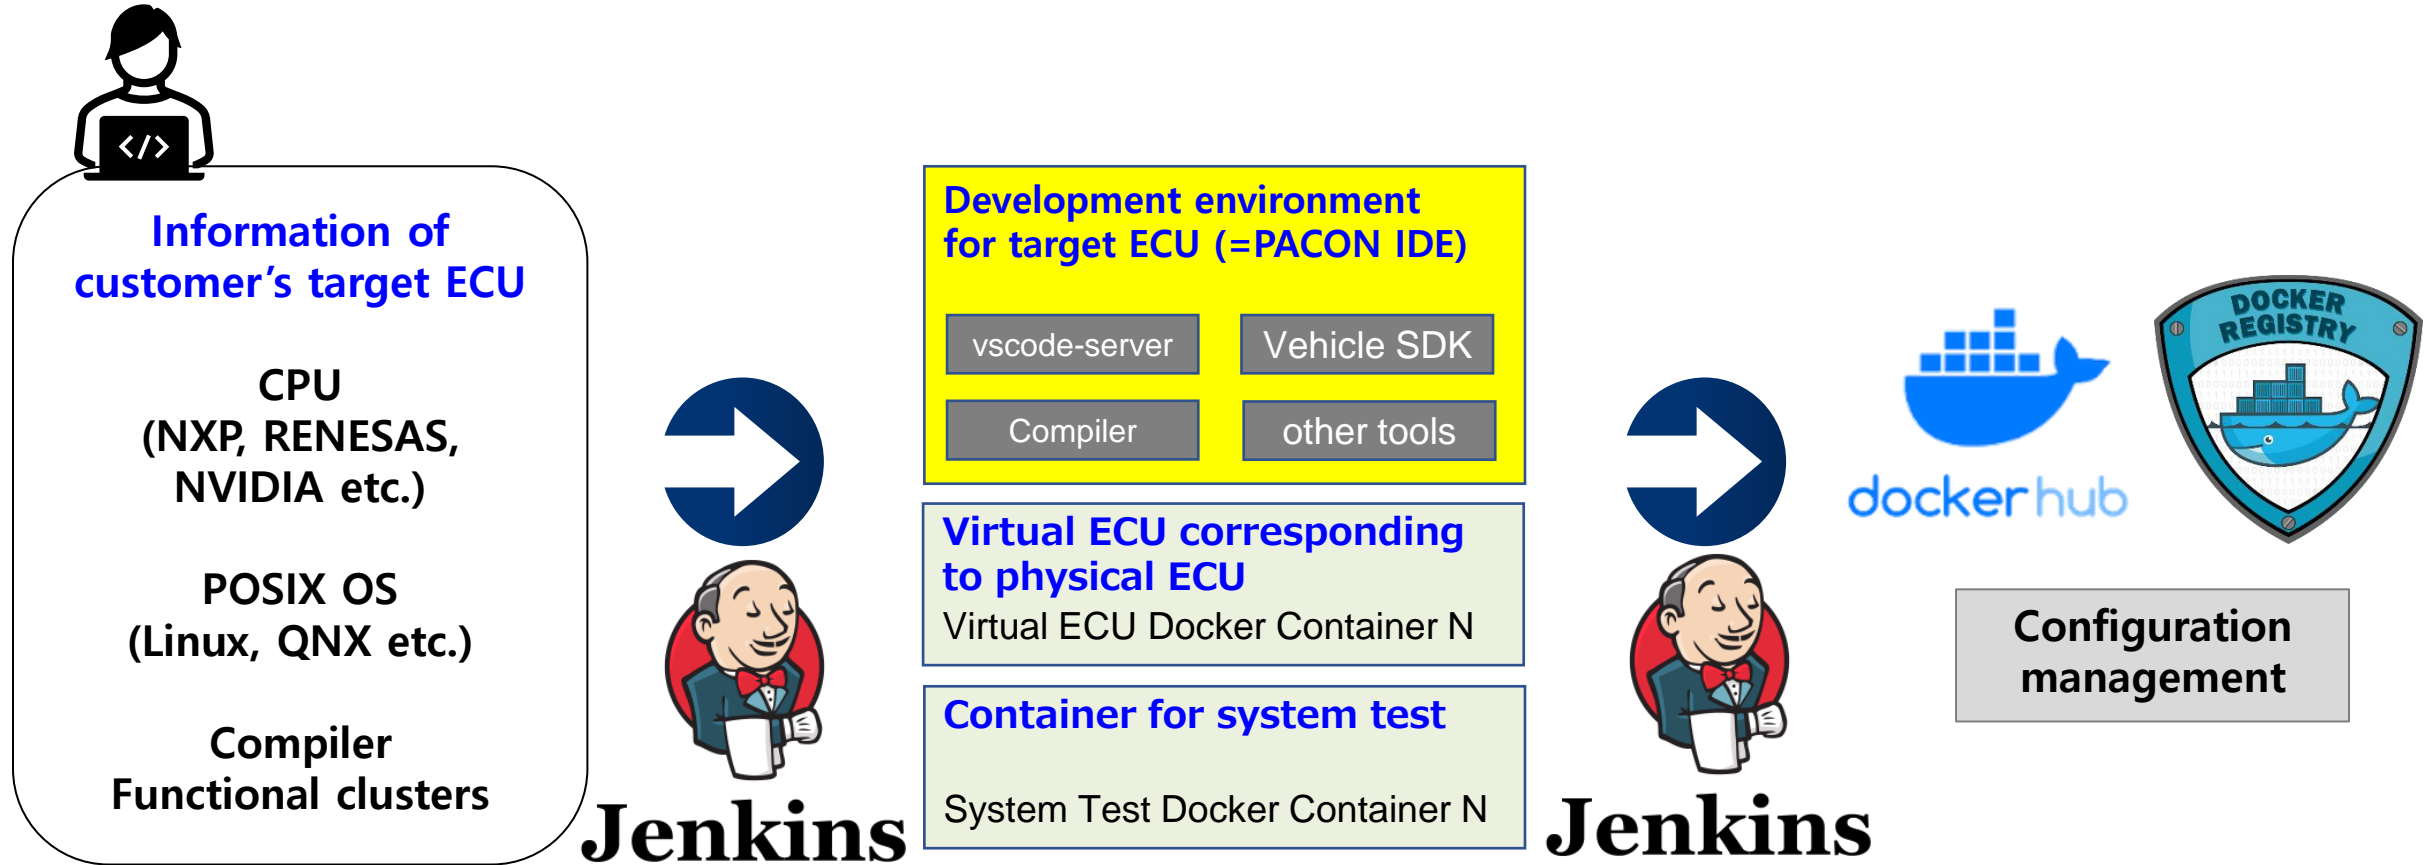 </>
Information of
customer's target ECU
CPU
(NXP, RENESAS,
NVIDIA etc.)
POSIX OS
(Linux, QNX etc.)
Compiler
Functional clusters
Jenkins
Development environment
for target ECU (=PACON IDE)
vscode-server
Vehicle SDK
Compiler
other tools
Virtual ECU corresponding
to physical ECU
Virtual ECU Docker Container N
Container for system test
System Test Docker Container N
Jenkins
dockerhub
DOCKER
REGISTRY
Configuration
management